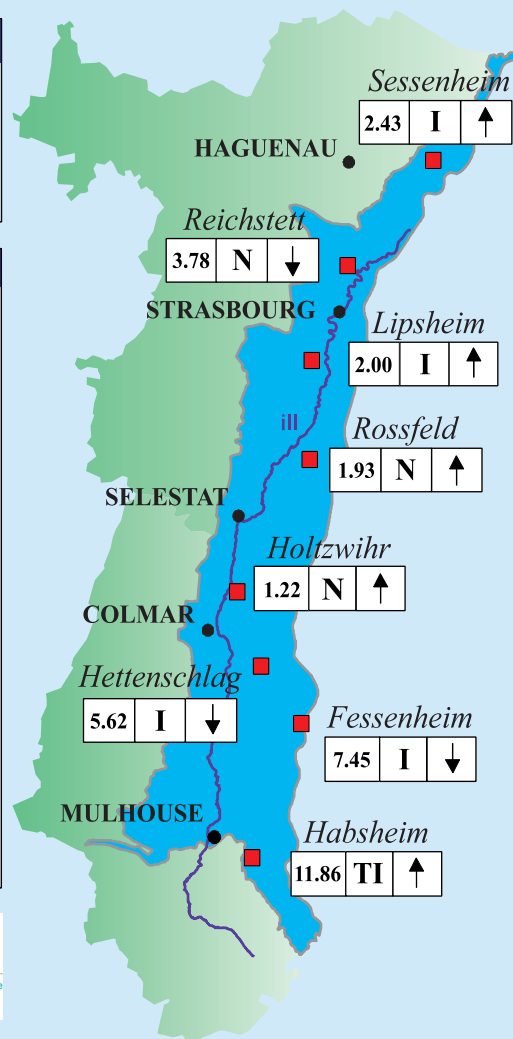 Sessenheim
2.43 I ↑
HAGUENAU
Reichstett
3.78 N ↓
STRASBOURG
Lipsheim
2.00 I ↑
ill
Rossfeld
1.93 N ↑
SELESTAT
Holtzwihr
1.22 N ↑
COLMAR
Hettenschlag
5.62 I ↓
Fessenheim
7.45 I ↓
MULHOUSE
Habsheim
11.86 TI ↑